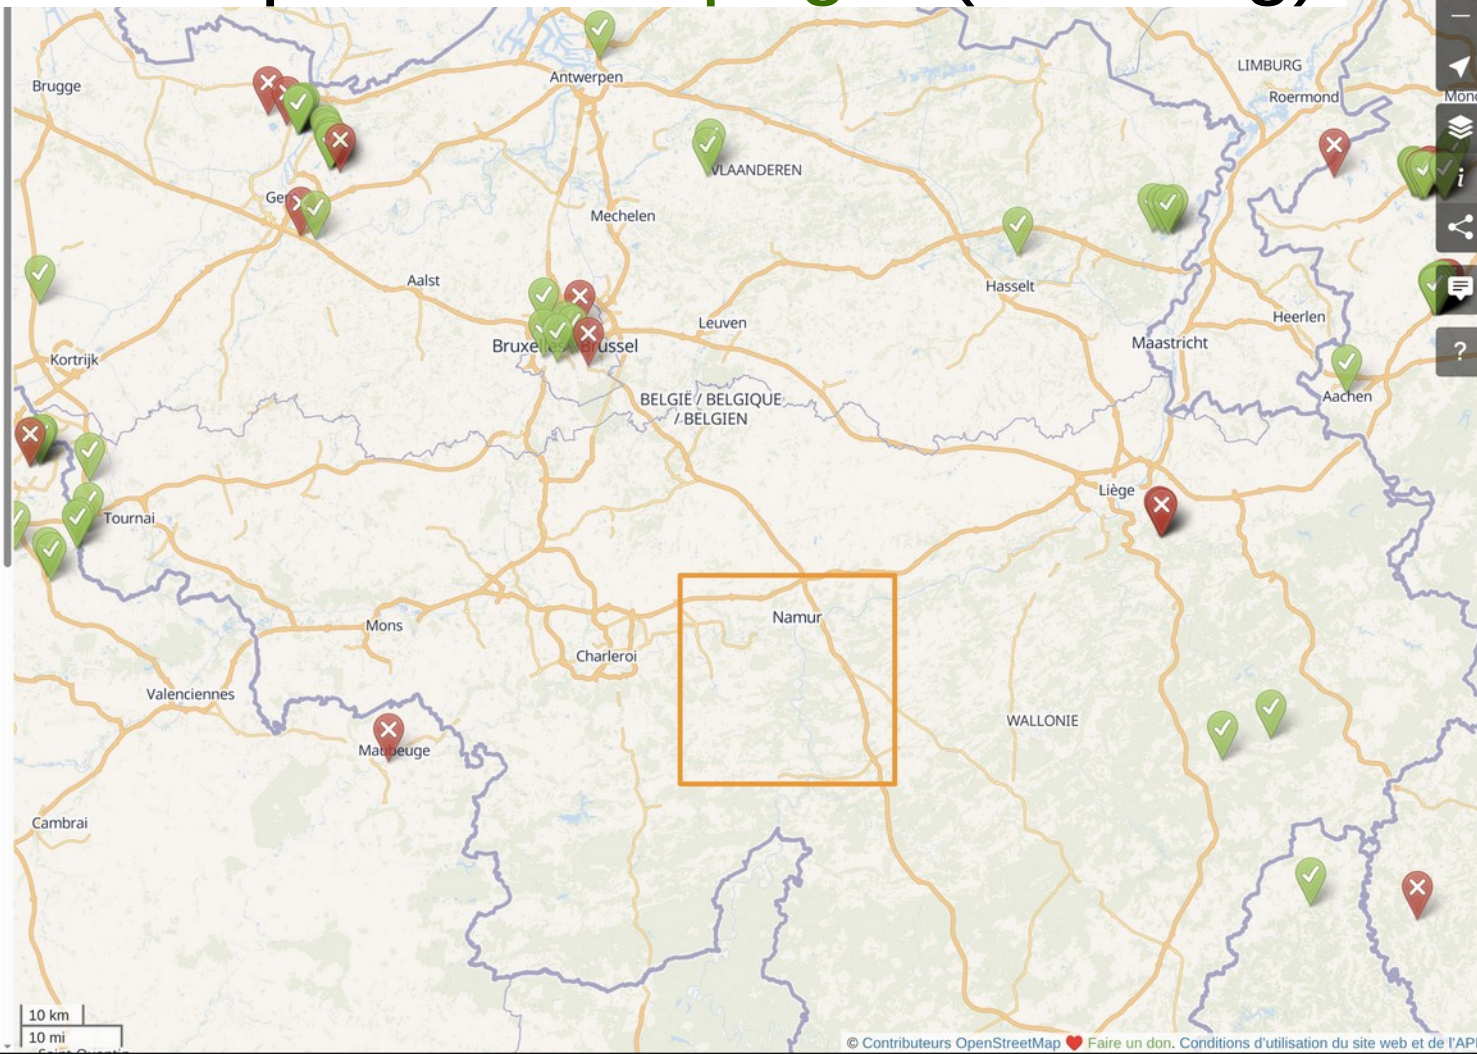 LIMBURG
Brugge
Antwerpen
Roermond
VLAANDEREN
Mechelen
Aalst
Hasselt
Leuven
Heerlen
Maastricht
Kortrijk
BELGIË / BELGIQUE
/ BELGIEN
Aachen
Liège
Tournai
Namur
Mons
Charleroi
Valenciennes
WALLONIE
Maubeuge
Cambrai
10 km
10 mi
© Contributeurs OpenStreetMap ❤️ Faire un don. Conditions d'utilisation du site web et de l'API